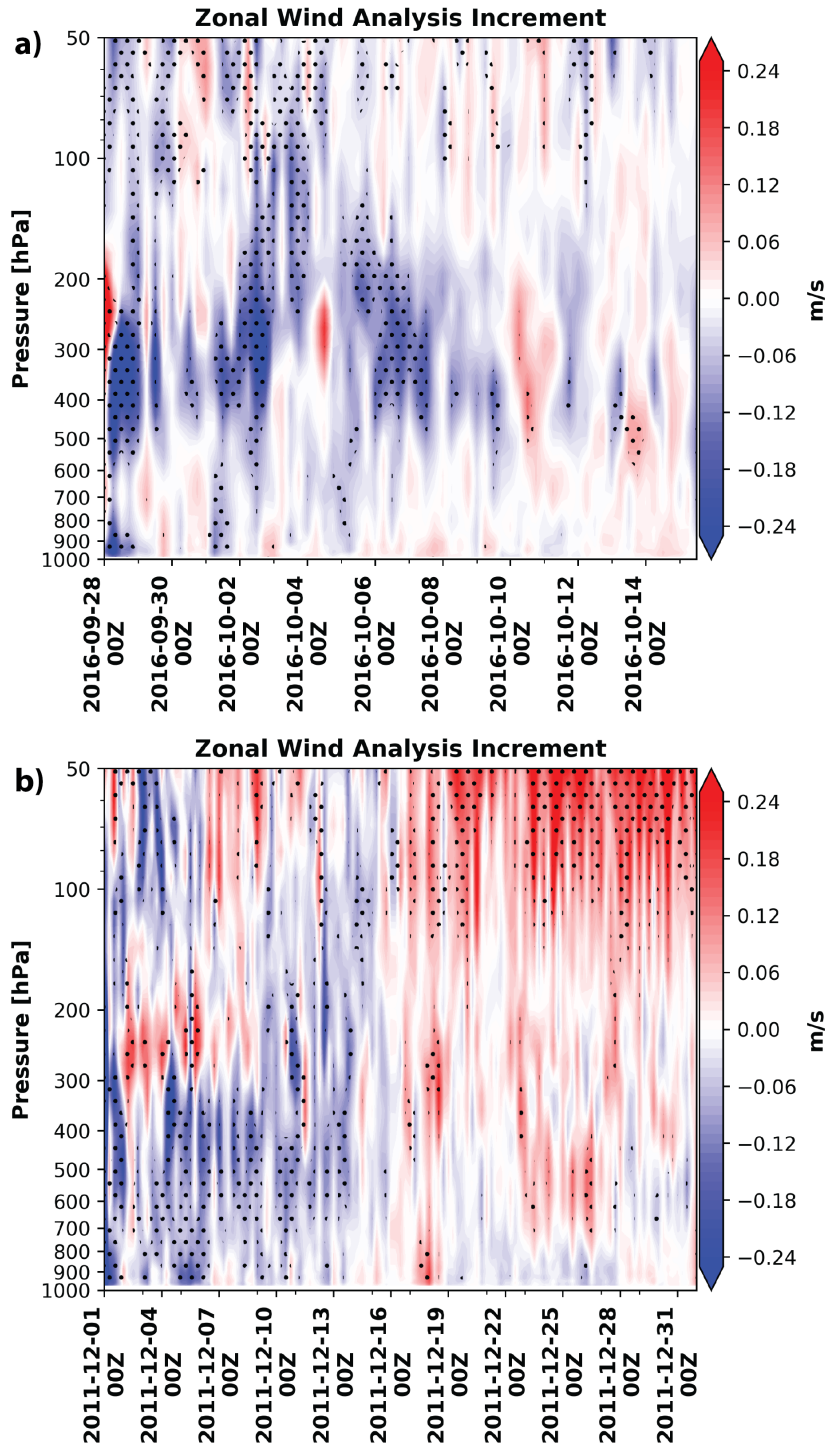 Zonal Wind Analysis Increment
a)
50
100
200
300
400
500
600
700
800
900
1000
Pressure [hPa]
2016-09-28
00Z
2016-09-30
00Z
2016-10-02
00Z
2016-10-04
00Z
2016-10-06
00Z
2016-10-08
00Z
2016-10-10
00Z
2016-10-12
00Z
2016-10-14
00Z
0.24
0.18
0.12
0.06
0.00
−0.06
−0.12
−0.18
−0.24
m/s
Zonal Wind Analysis Increment
b)
50
100
200
300
400
500
600
700
800
900
1000
Pressure [hPa]
2011-12-01
00Z
2011-12-04
00Z
2011-12-07
00Z
2011-12-10
00Z
2011-12-13
00Z
2011-12-16
00Z
2011-12-19
00Z
2011-12-22
00Z
2011-12-25
00Z
2011-12-28
00Z
2011-12-31
00Z
0.24
0.18
0.12
0.06
0.00
−0.06
−0.12
−0.18
−0.24
m/s